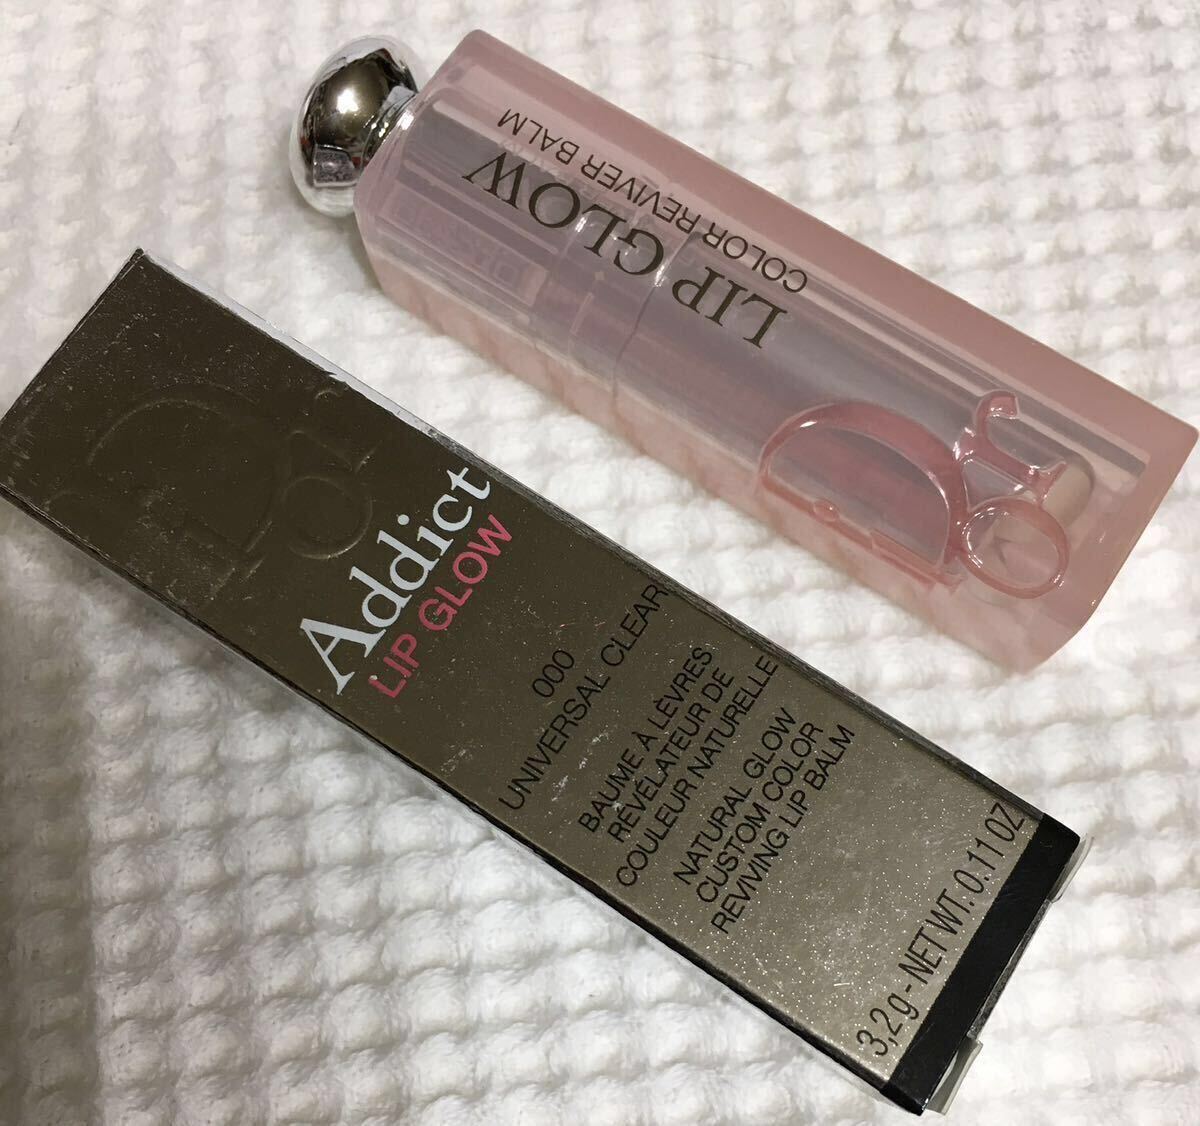 LIP GLOW
COLOR REVIVER BALM
Dior
Dior
Addict
LIP GLOW
000
UNIVERSAL CLEAR
BAUME À LÈVRES
RÉVÉLATEUR DE
COULEUR NATURELLE
NATURAL GLOW
CUSTOM COLOR
REVIVING LIP BALM
3,2g - NET WT. 0.11 OZ